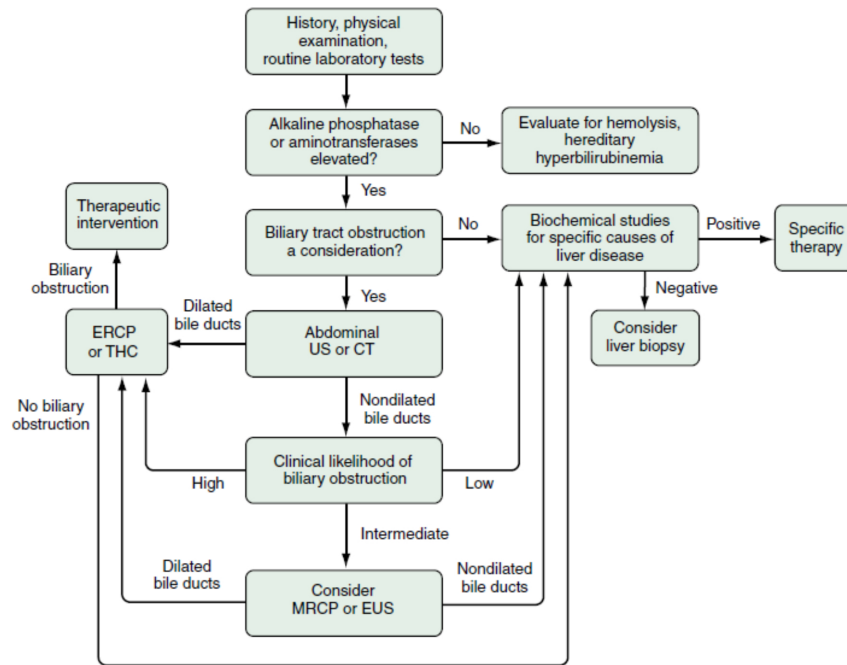 History, physical
examination,
routine laboratory tests
Alkaline phosphatase
or aminotransferases
elevated?
No
Evaluate for hemolysis,
hereditary
hyperbilirubinemia
Yes
Therapeutic
intervention
Biliary tract obstruction
a consideration?
No
Biochemical studies
for specific causes of
liver disease
Positive
Specific
therapy
Biliary
obstruction
Yes
Negative
Dilated
bile ducts
ERCP
or THC
Abdominal
US or CT
Consider
liver biopsy
No biliary
obstruction
Nondilated
bile ducts
High
Clinical likelihood of
biliary obstruction
Low
Intermediate
Dilated
bile ducts
Consider
MRCP or EUS
Nondilated
bile ducts